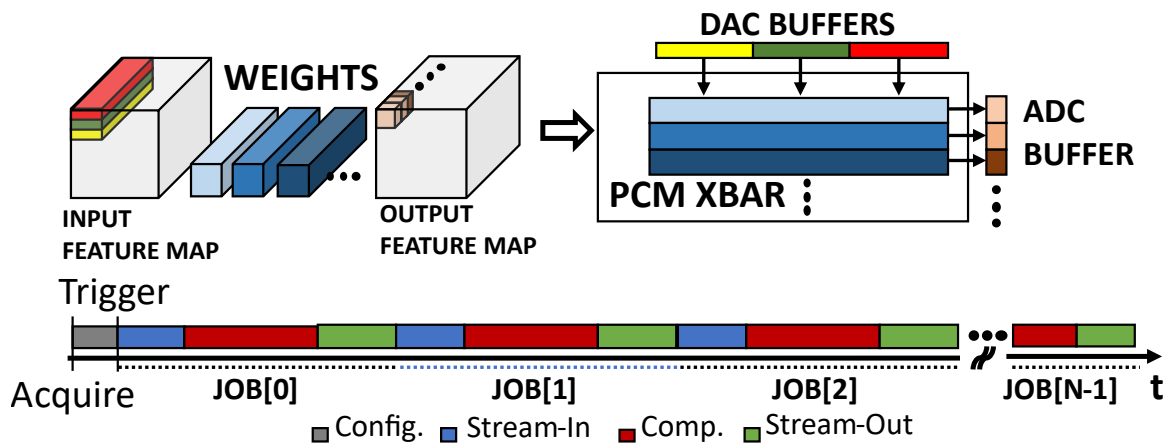 DAC BUFFERS
WEIGHTS
ADC
BUFFER
PCM XBAR
INPUT
FEATURE MAP
OUTPUT
FEATURE MAP
Trigger
Acquire
JOB[0]
JOB[1]
JOB[2]
JOB[N-1]
t
Config.
Stream-In
Comp.
Stream-Out